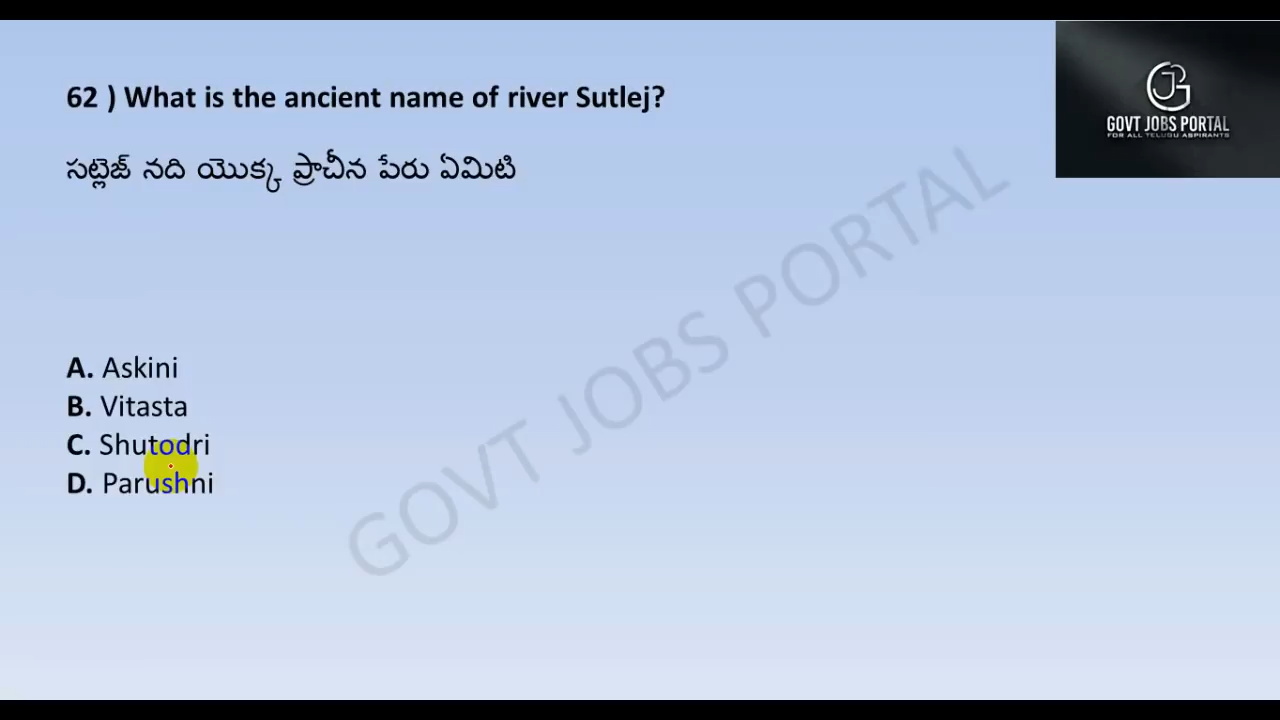 62 ) What is the ancient name of river Sutlej?
సట్లెజ్ నది యొక్క ప్రాచీన పేరు ఏమిటి
A. Askini
B. Vitasta
C. Shutodri
D. Parushni
GOVT JOBS PORTAL
GOVT JOBS PORTAL
FOR ALL TELUGU ASPIRANTS